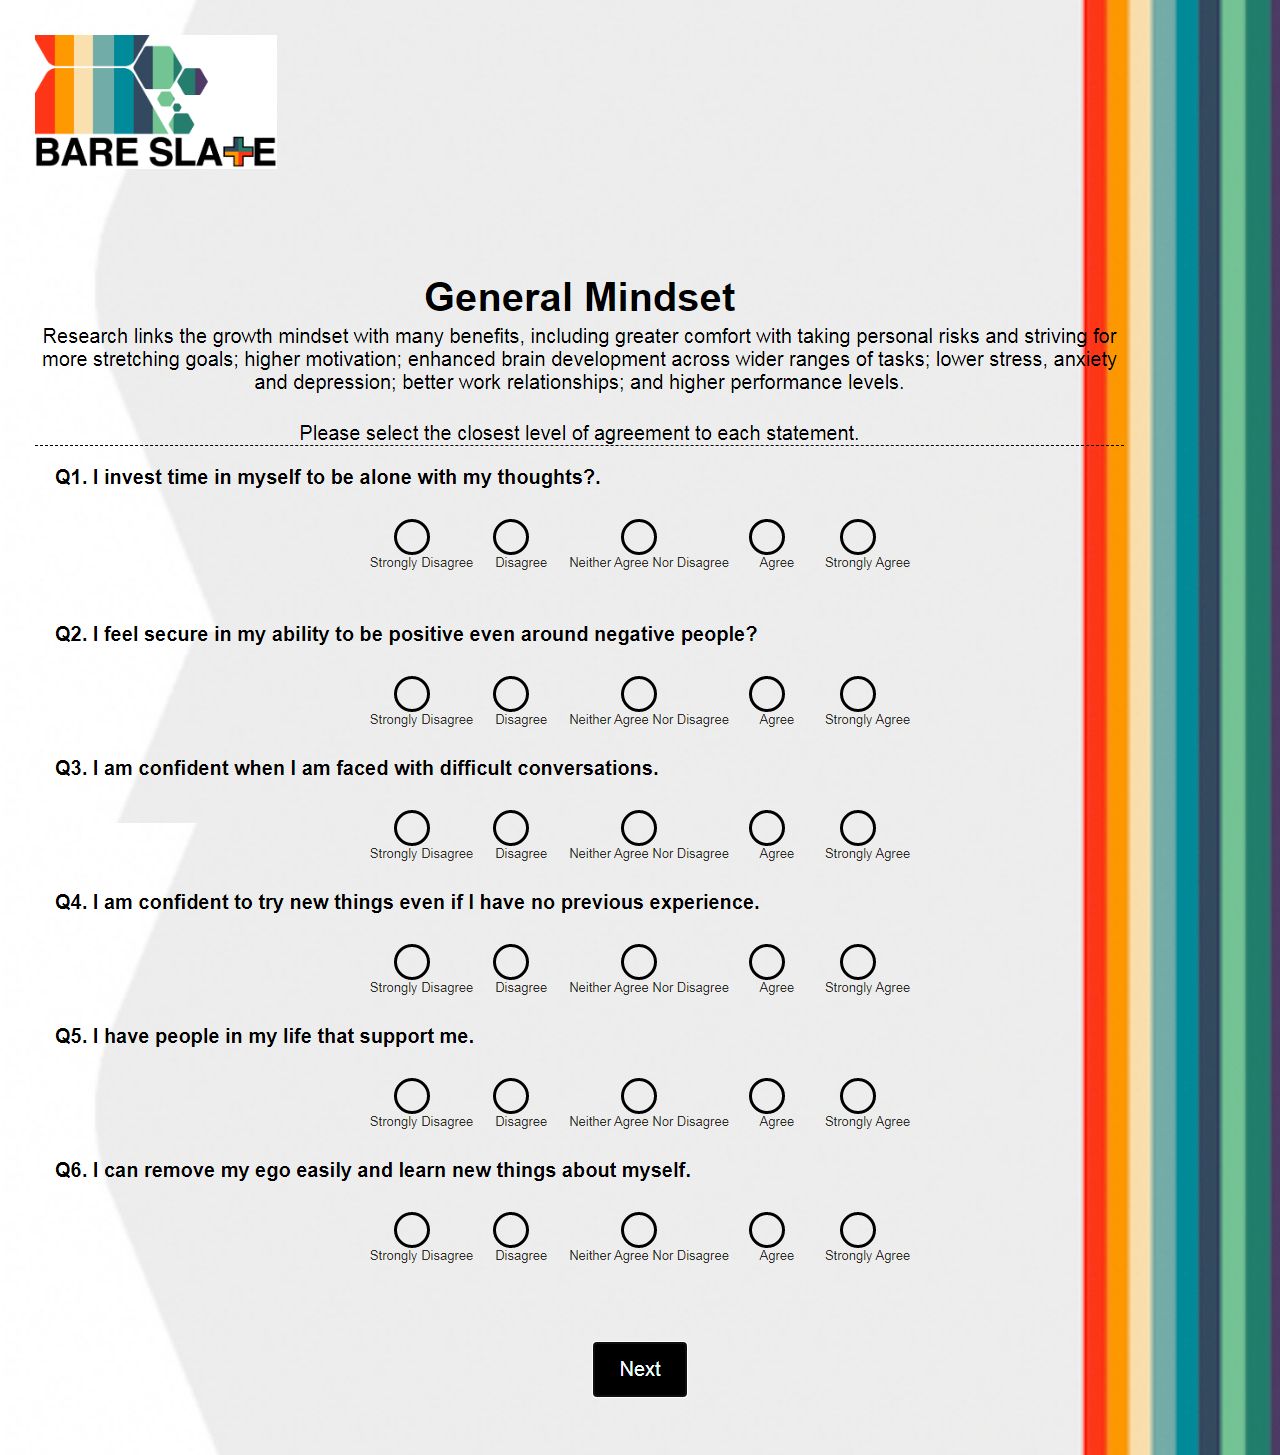 BARE SLATE
General Mindset
Research links the growth mindset with many benefits, including greater comfort with taking personal risks and striving for
more stretching goals; higher motivation; enhanced brain development across wider ranges of tasks; lower stress, anxiety
and depression; better work relationships; and higher performance levels.
Please select the closest level of agreement to each statement.
Q1. I invest time in myself to be alone with my thoughts?.
Strongly Disagree Disagree Neither Agree Nor Disagree Agree Strongly Agree
Q2. I feel secure in my ability to be positive even around negative people?
Strongly Disagree Disagree Neither Agree Nor Disagree Agree Strongly Agree
Q3. I am confident when I am faced with difficult conversations.
Strongly Disagree Disagree Neither Agree Nor Disagree Agree Strongly Agree
Q4. I am confident to try new things even if I have no previous experience.
Strongly Disagree Disagree Neither Agree Nor Disagree Agree Strongly Agree
Q5. I have people in my life that support me.
Strongly Disagree Disagree Neither Agree Nor Disagree Agree Strongly Agree
Q6. I can remove my ego easily and learn new things about myself.
Strongly Disagree Disagree Neither Agree Nor Disagree Agree Strongly Agree
Next